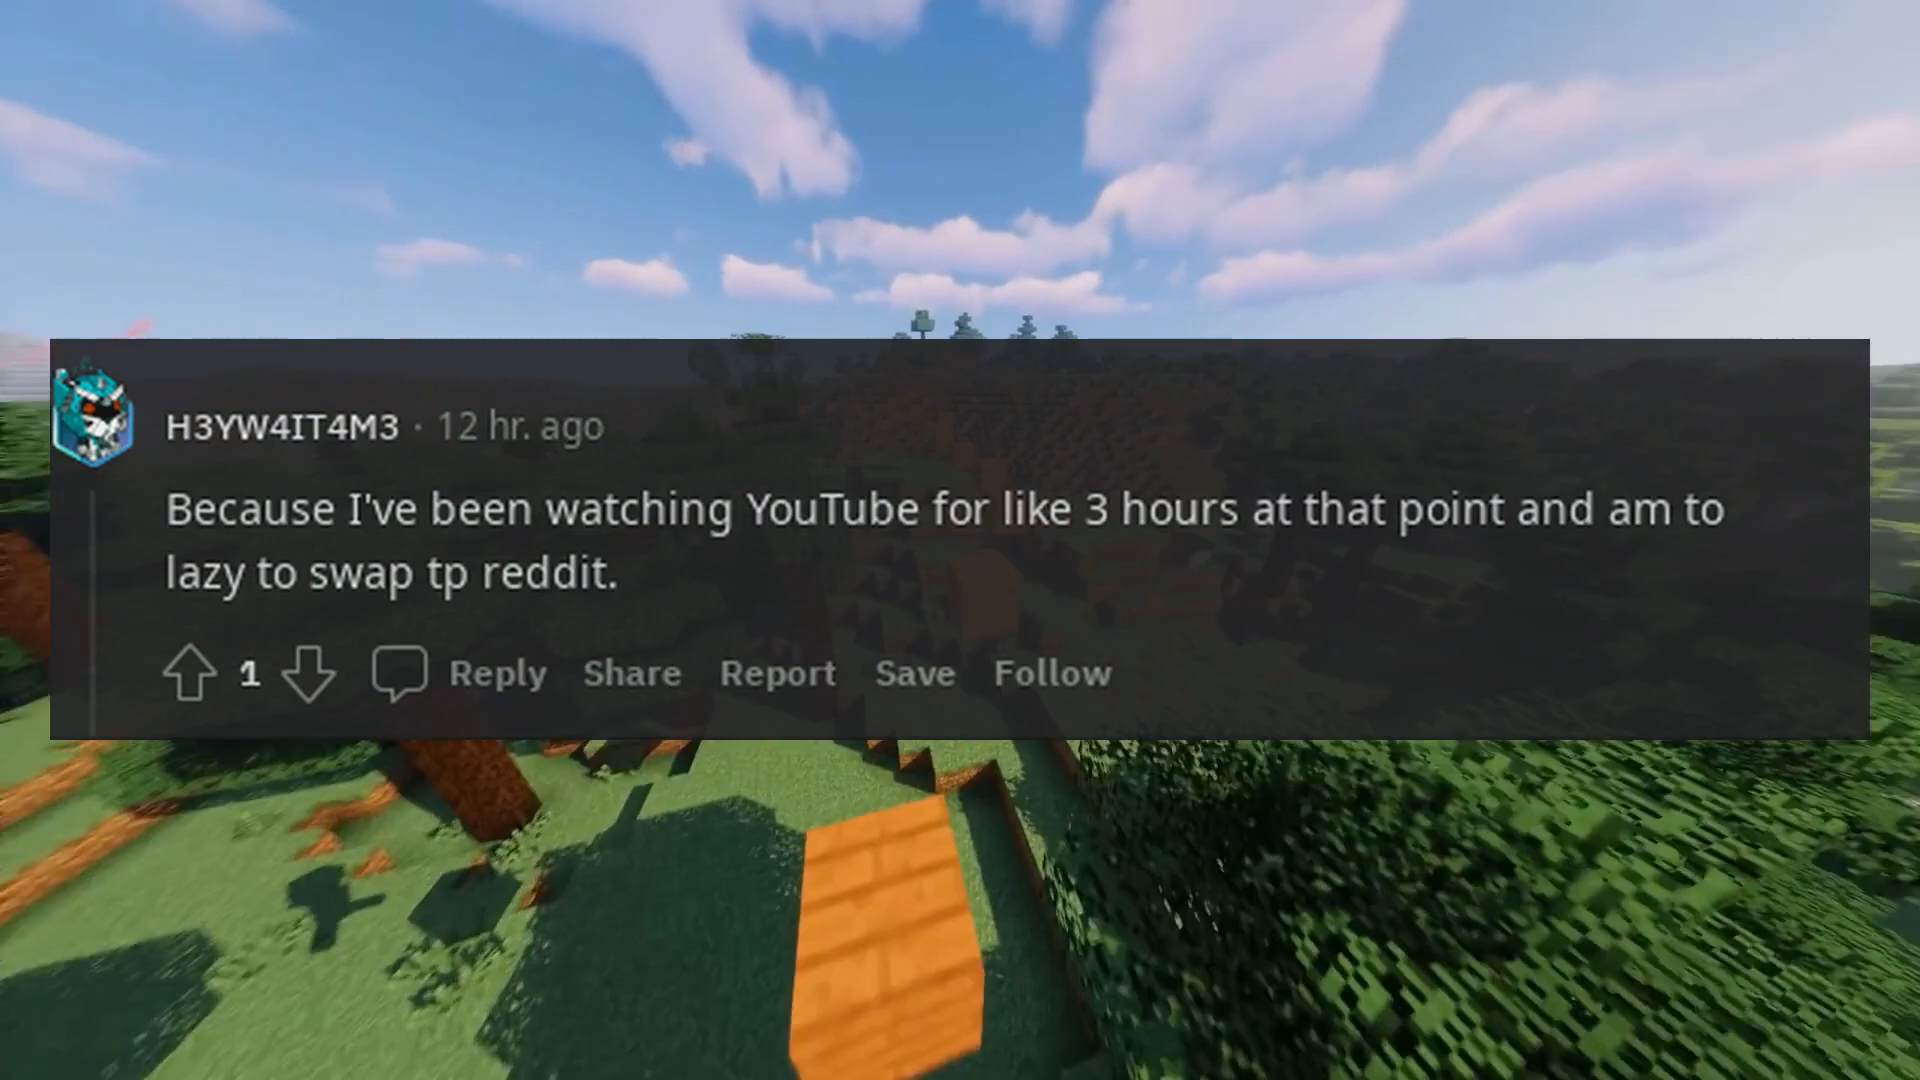 H3YW4IT4M3 · 12 hr. ago
Because I've been watching YouTube for like 3 hours at that point and am to
lazy to swap tp reddit.
1 Reply Share Report Save Follow